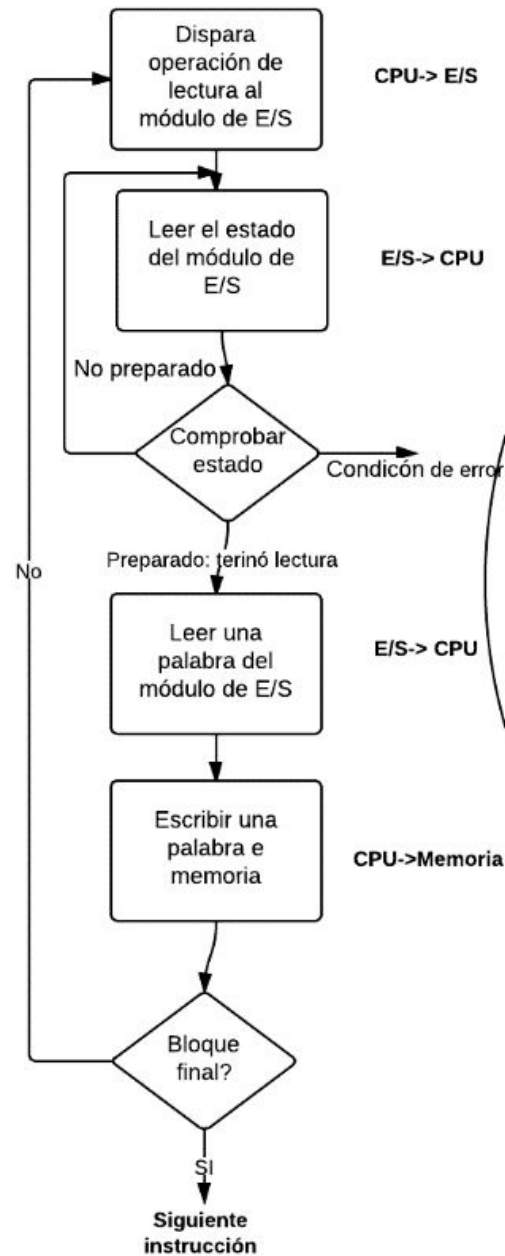 Dispara
operación de
lectura al
módulo de E/S
CPU-> E/S
Leer el estado
del módulo de
E/S
E/S-> CPU
No preparado
Comprobar
estado
Condicón de error
Preparado: terinó lectura
No
Leer una
palabra del
módulo de E/S
E/S-> CPU
Escribir una
palabra e
memoria
CPU->Memoria
Bloque
final?
SI
Siguiente
instrucción